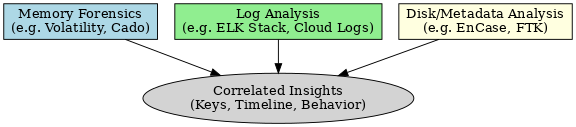 Memory Forensics
(e.g. Volatility, Cado)
Log Analysis
(e.g. ELK Stack, Cloud Logs)
Disk/Metadata Analysis
(e.g. EnCase, FTK)
Correlated Insights
(Keys, Timeline, Behavior)